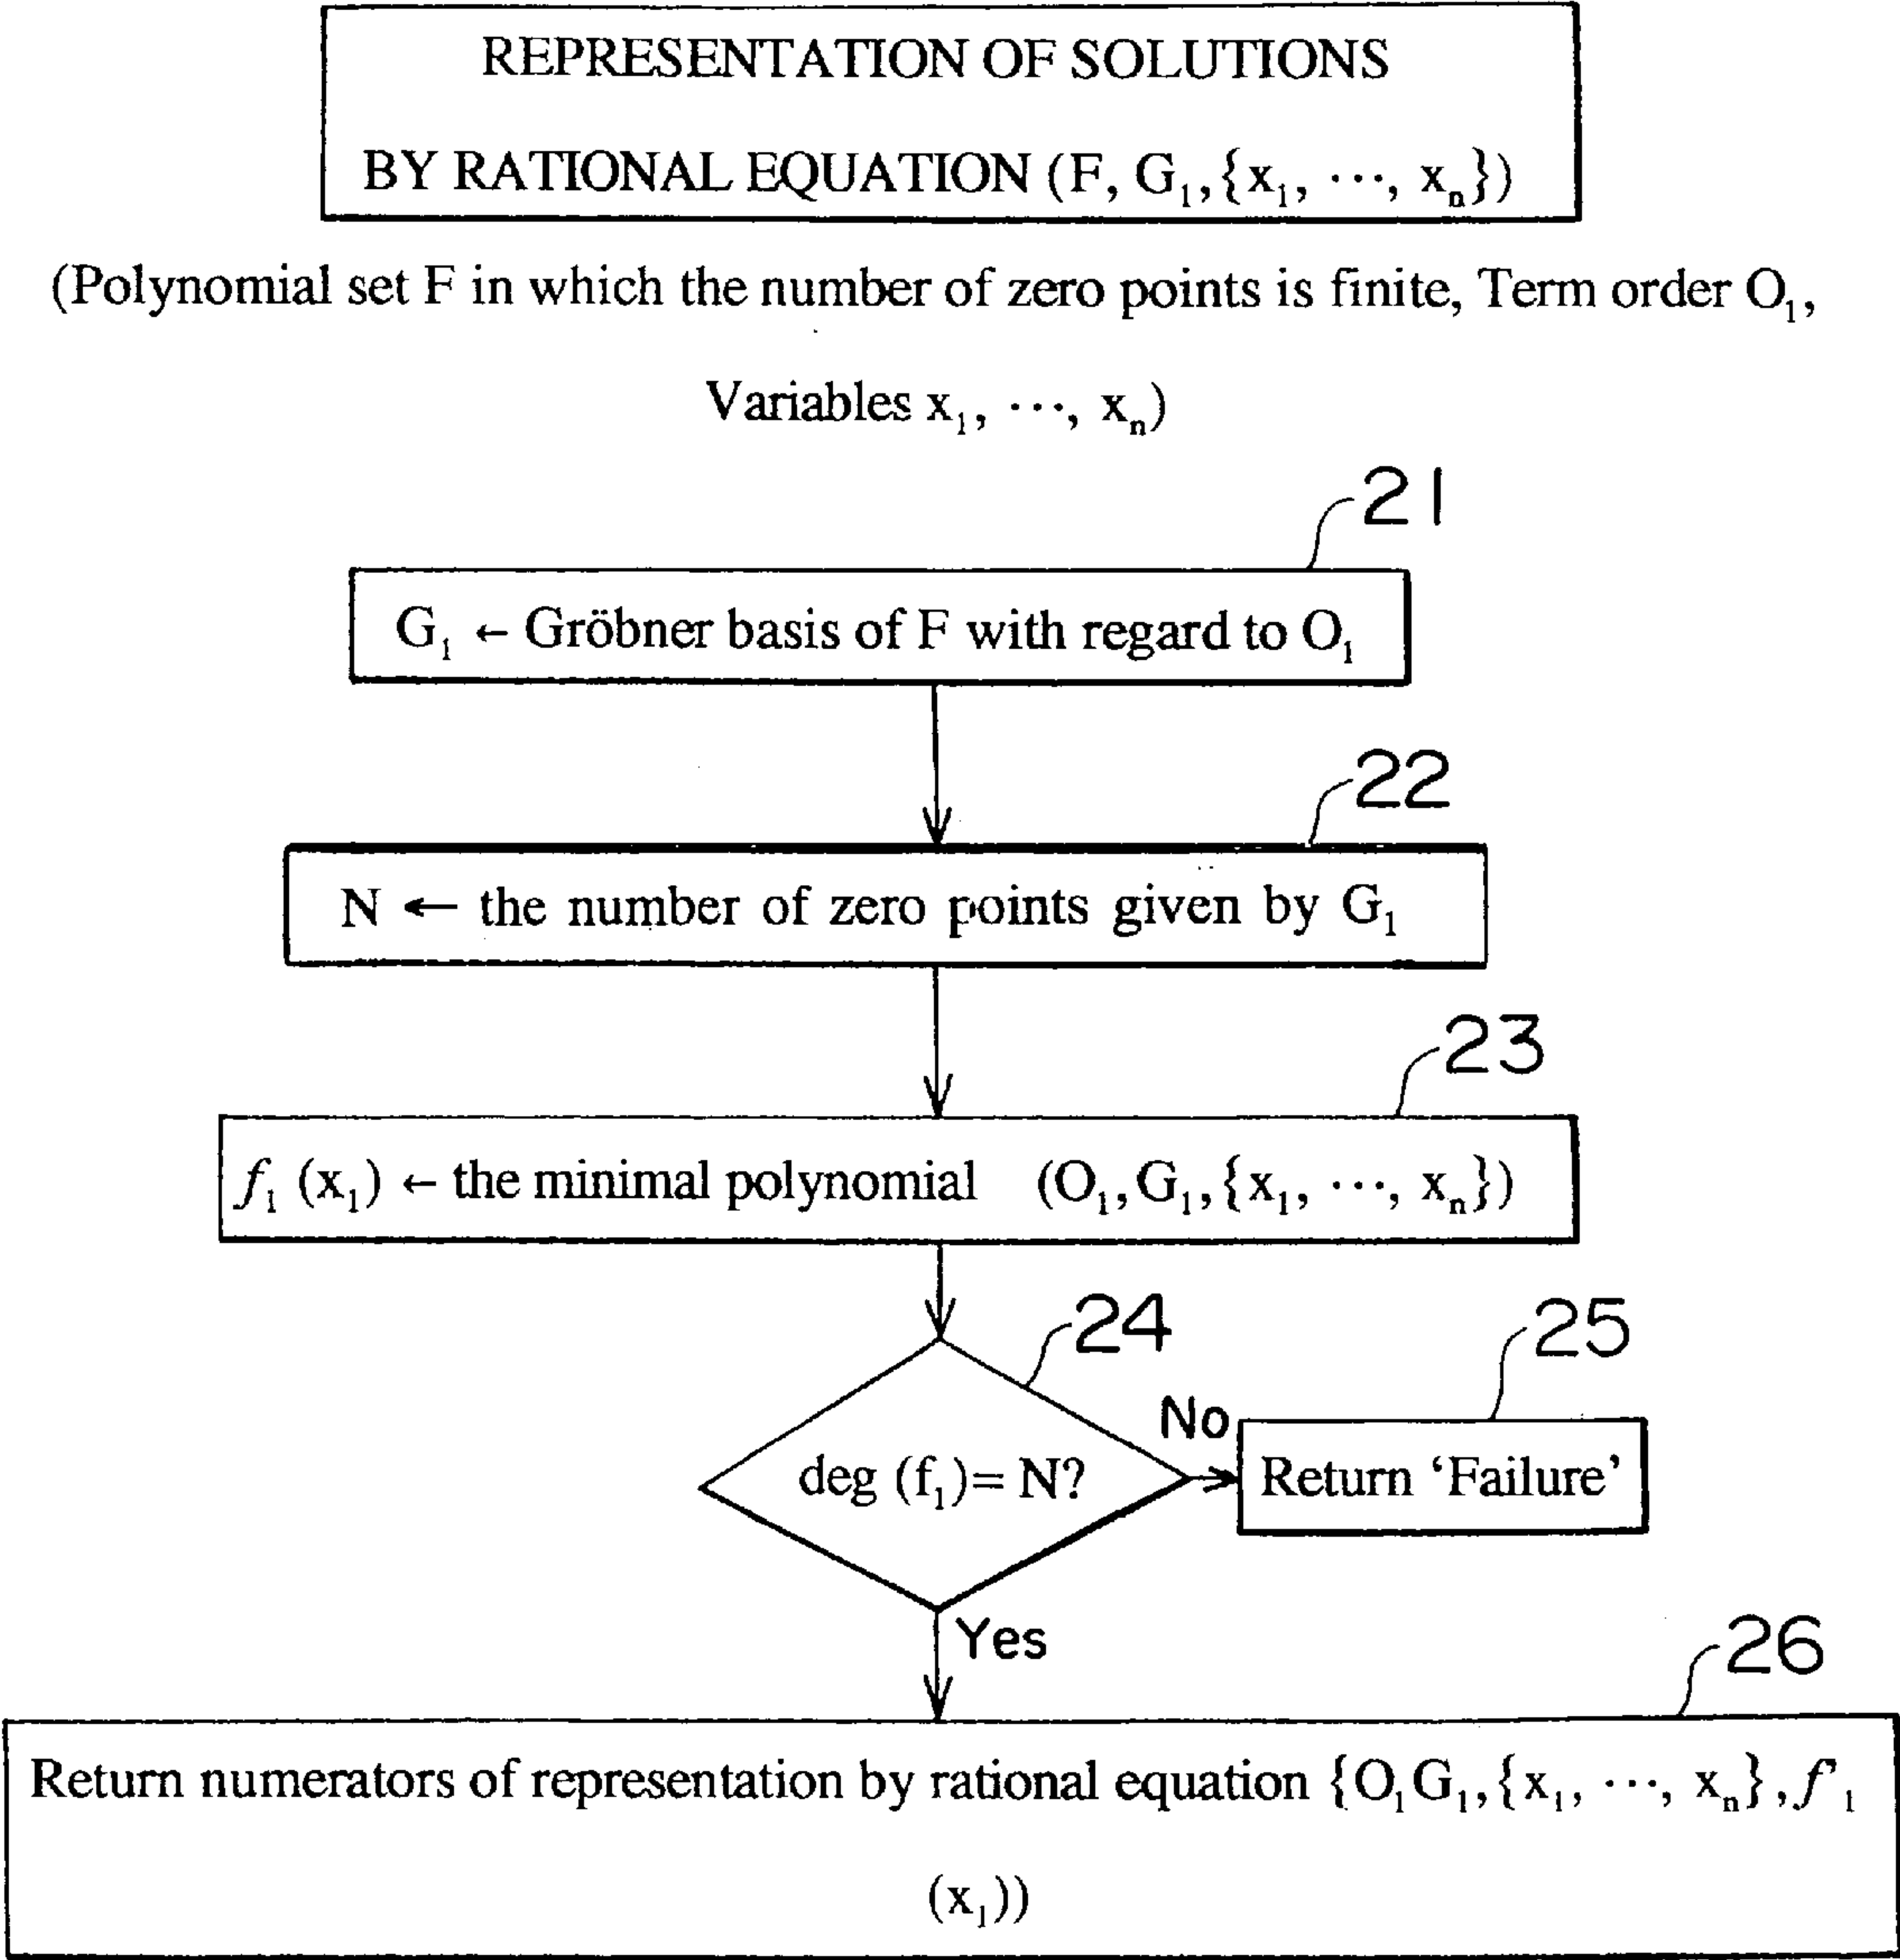 REPRESENTATION OF SOLUTIONS
BY RATIONAL EQUATION (F, G₁,{x₁, ⋯, xₙ})
(Polynomial set F in which the number of zero points is finite, Term order O₁,
Variables x₁, ⋯, xₙ)
21
G₁ ← Gröbner basis of F with regard to O₁
22
N ← the number of zero points given by G₁
23
f₁ (x₁) ← the minimal polynomial (O₁,G₁,{x₁, ⋯, xₙ})
24
25
No
deg (f₁)= N?
Return ‘Failure’
Yes
26
Return numerators of representation by rational equation {O₁G₁,{x₁, ⋯, xₙ},f’₁
(x₁))